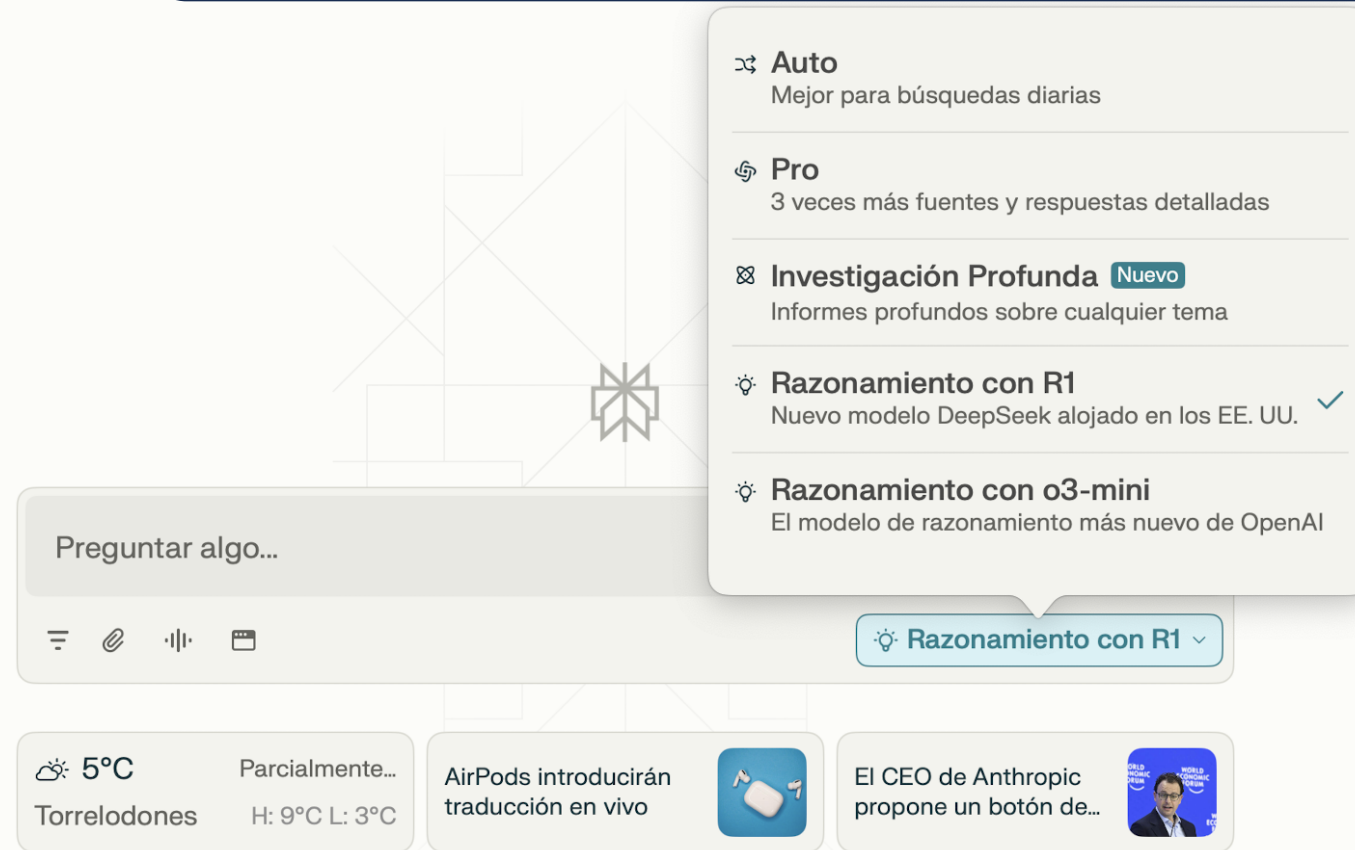 Auto
Mejor para búsquedas diarias
Pro
3 veces más fuentes y respuestas detalladas
Investigación Profunda Nuevo
Informes profundos sobre cualquier tema
Razonamiento con R1
Nuevo modelo DeepSeek alojado en los EE. UU.
Razonamiento con o3-mini
El modelo de razonamiento más nuevo de OpenAI
Preguntar algo...
Razonamiento con R1
5°C Parcialmente...
Torrelodones H: 9°C L: 3°C
AirPods introducirán
traducción en vivo
El CEO de Anthropic
propone un botón de...
WORLD
ECONOMIC
FORUM